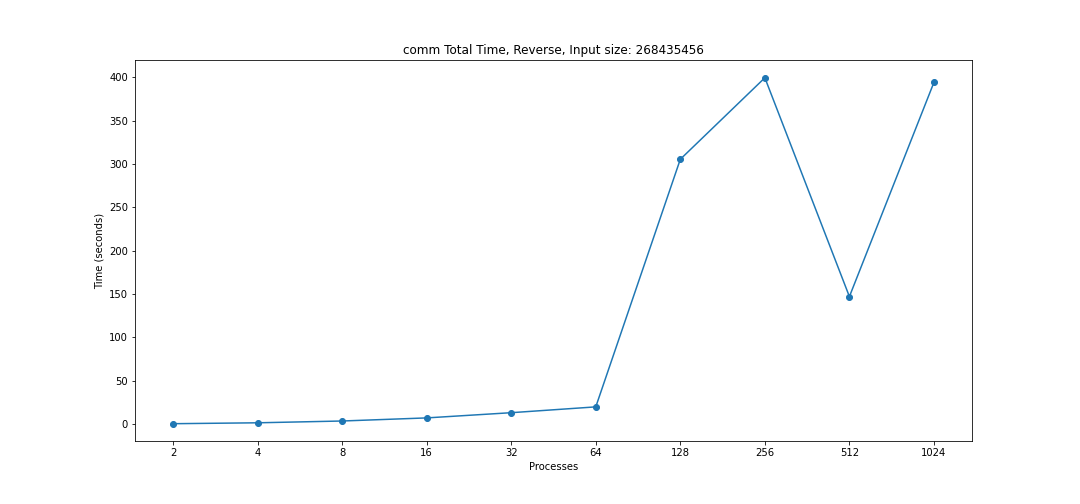 comm Total Time, Reverse, Input size: 268435456
400
350
300
250
200
150
100
50
0
Time (seconds)
2 4 8 16 32 64 128 256 512 1024
Processes